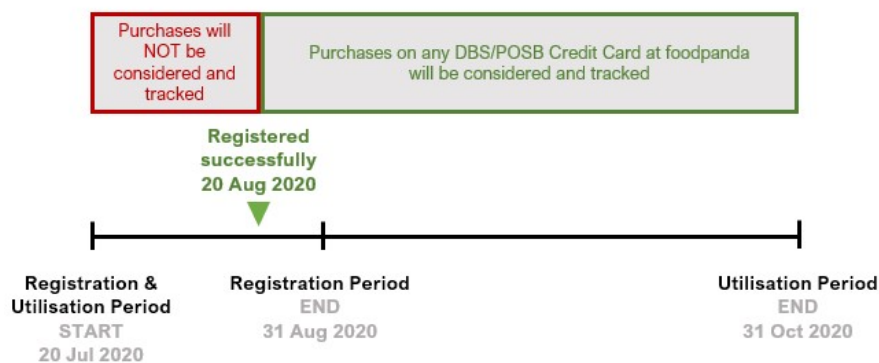 Purchases will
NOT be
considered and
tracked
Purchases on any DBS/POSB Credit Card at foodpanda
will be considered and tracked
Registered
successfully
20 Aug 2020
Registration &
Utilisation Period
START
20 Jul 2020
Registration Period
END
31 Aug 2020
Utilisation Period
END
31 Oct 2020